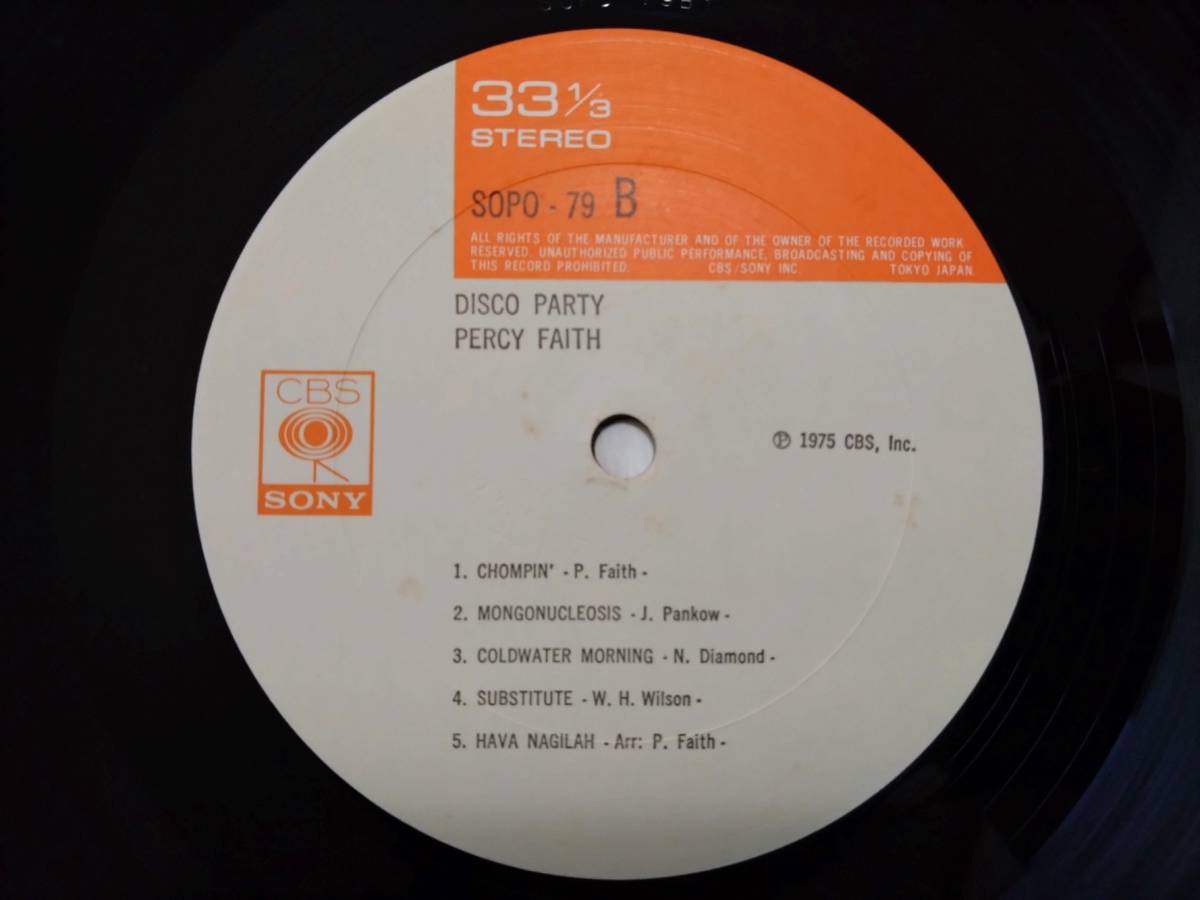 33 1/3
STEREO
SOPO - 79 B
ALL RIGHTS OF THE MANUFACTURER AND OF THE OWNER OF THE RECORDED WORK
RESERVED. UNAUTHORIZED PUBLIC PERFORMANCE, BROADCASTING AND COPYING OF
THIS RECORD PROHIBITED. CBS/SONY INC. TOKYO JAPAN.
DISCO PARTY
PERCY FAITH
CBS
SONY
℗ 1975 CBS, Inc.
1. CHOMPIN' - P. Faith -
2. MONGONUCLEOSIS - J. Pankow -
3. COLDWATER MORNING - N. Diamond -
4. SUBSTITUTE - W. H. Wilson -
5. HAVA NAGILAH - Arr: P. Faith -